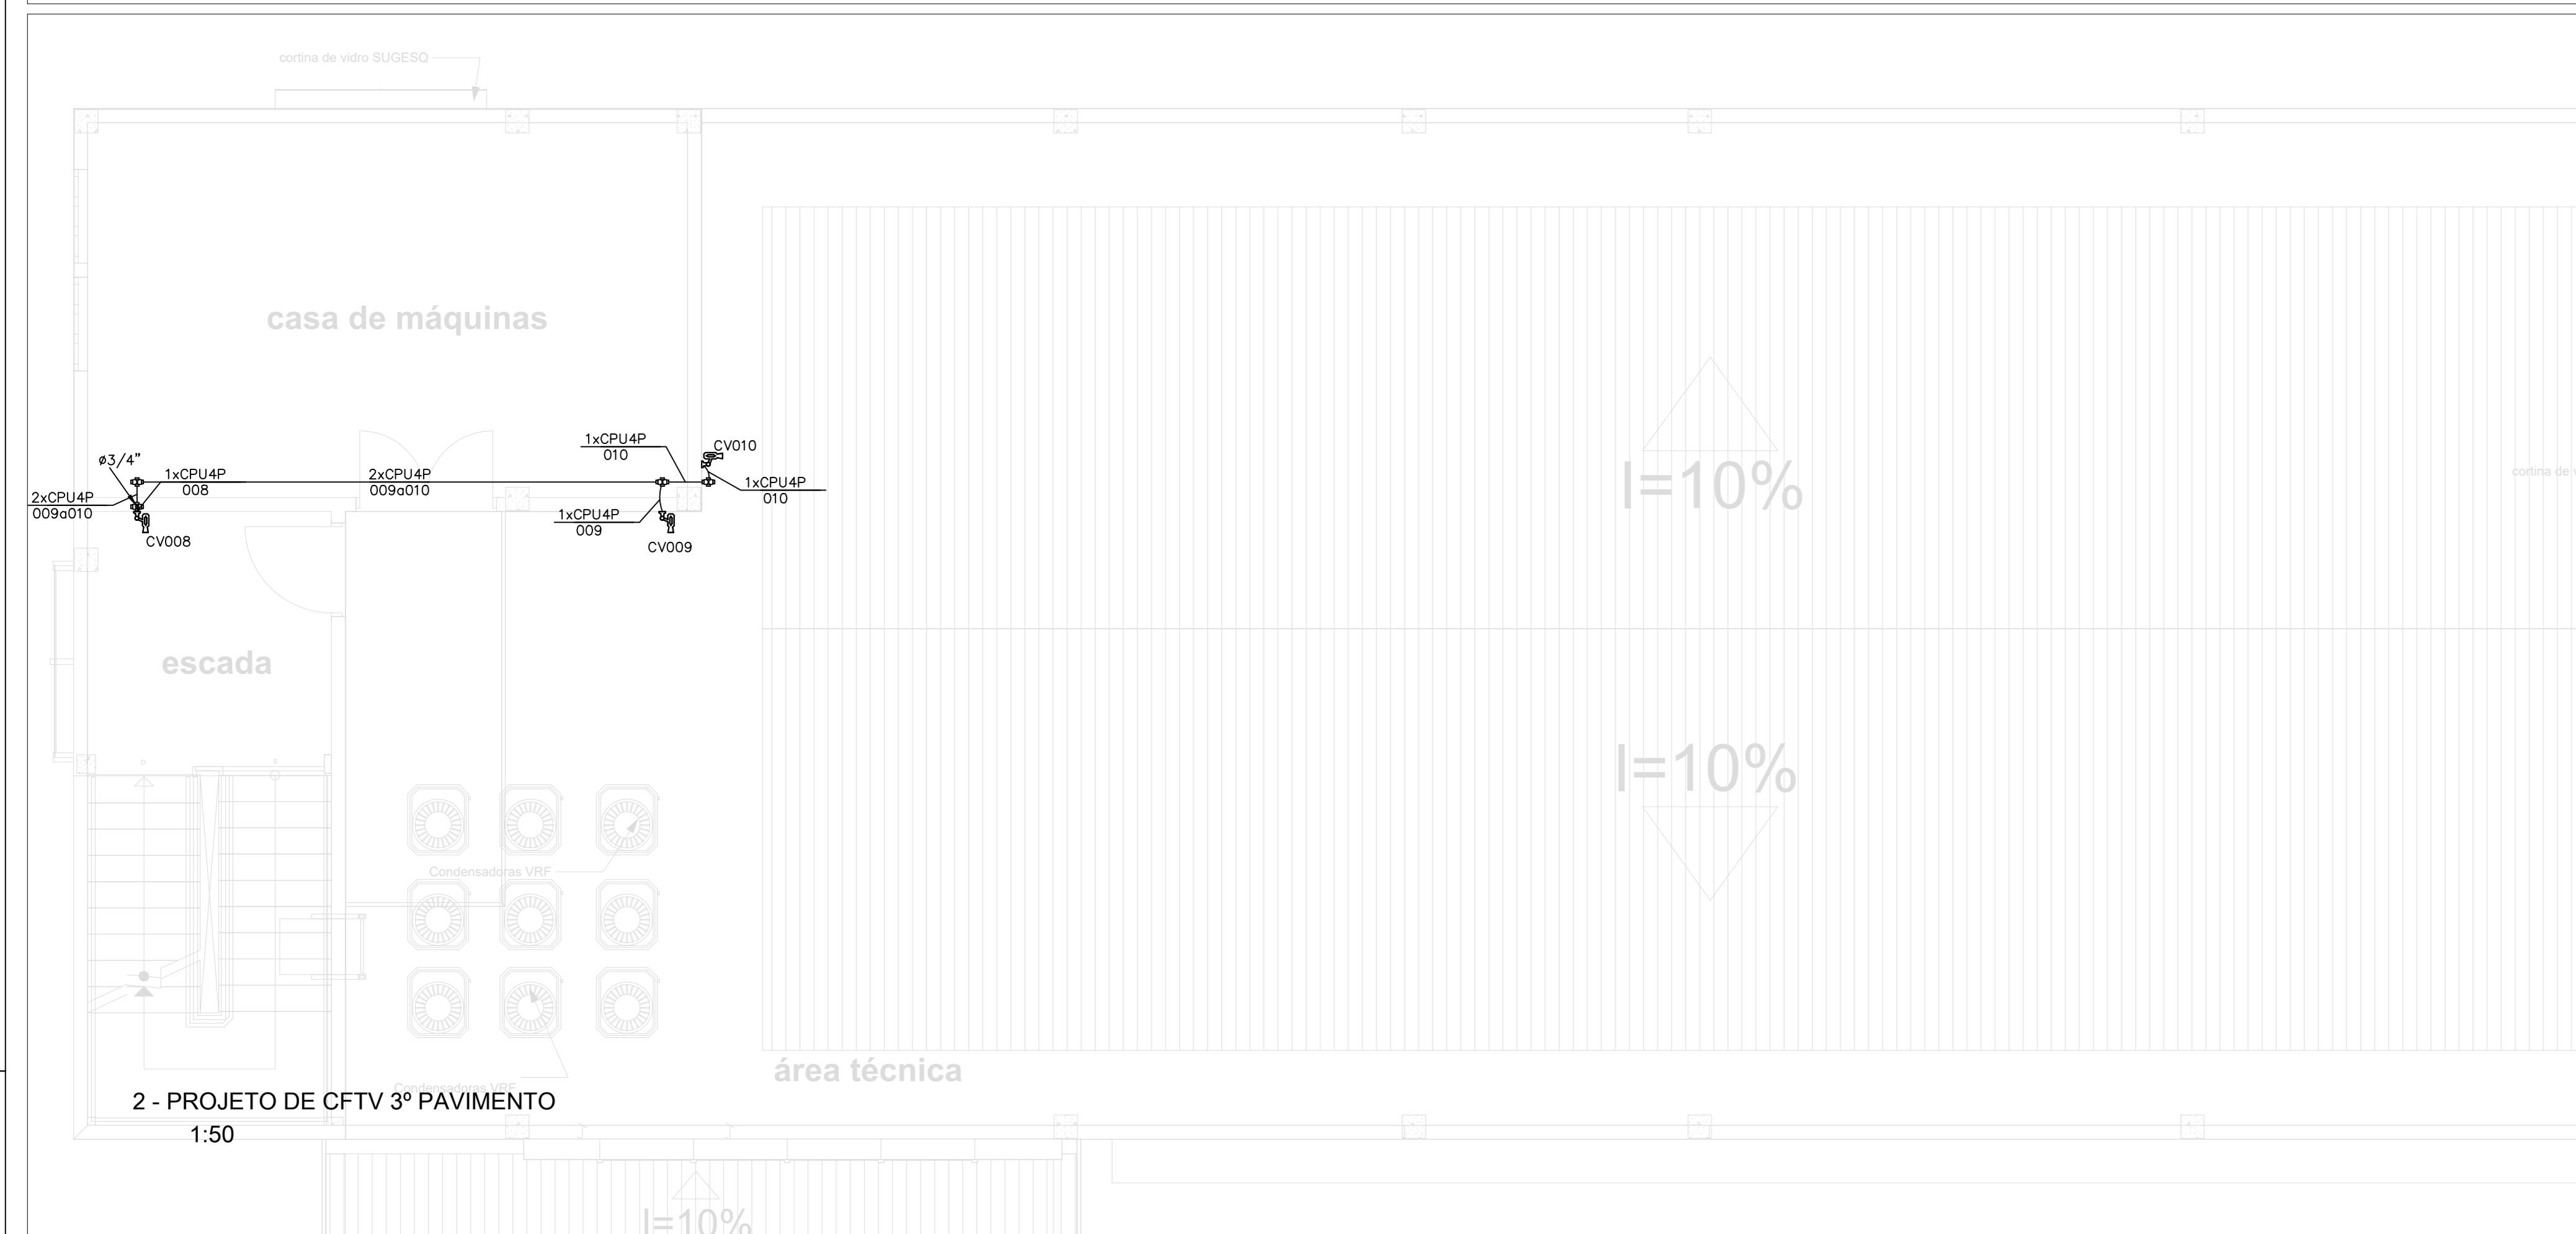 cortina de vidro SUGESQ
casa de máquinas
ø3/4"
1xCPU4P
008
2xCPU4P
009a010
1xCPU4P
010
CV010
1xCPU4P
010
2xCPU4P
009a010
CV008
1xCPU4P
009
CV009
I=10%
cortina de v
escada
D
S
I=10%
Condensadoras VRF
área técnica
Condensadoras VRF
2 - PROJETO DE CFTV 3º PAVIMENTO
1:50
I=10%